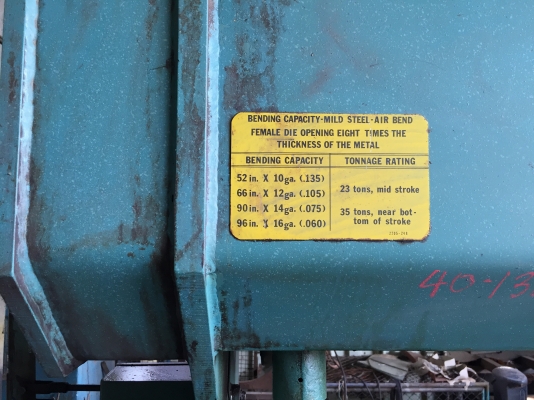 BENDING CAPACITY-MILD STEEL-AIR BEND
FEMALE DIE OPENING EIGHT TIMES THE
THICKNESS OF THE METAL
BENDING CAPACITY TONNAGE RATING
52 in. X 10ga. (.135)
66 in. X 12ga. (.105)
90 in. X 14ga. (.075)
96 in. X 16ga. (.060)
23 tons, mid stroke
35 tons, near bot-
tom of stroke